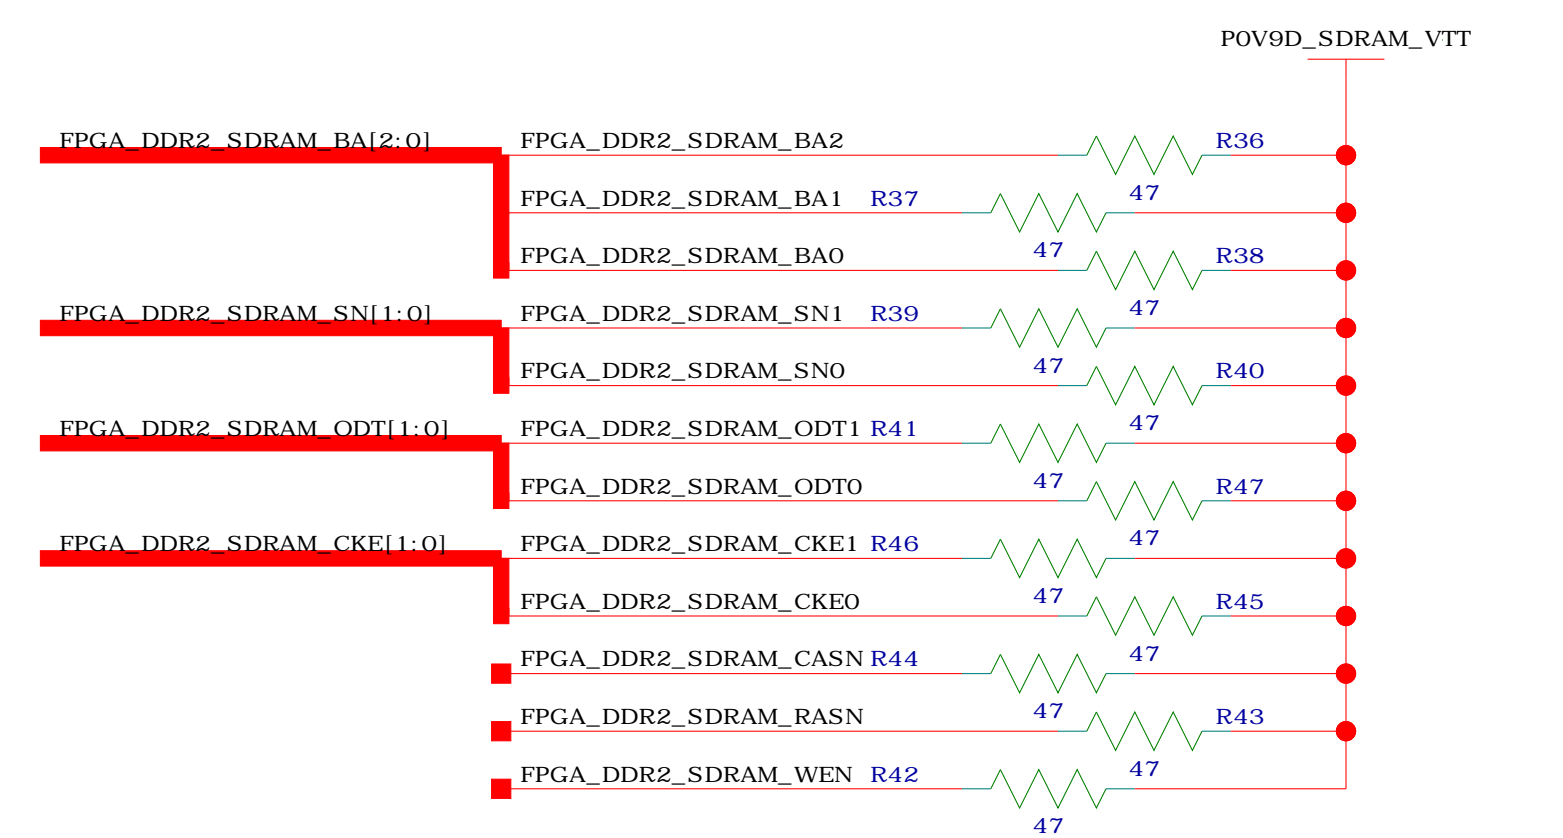 P0V9D_SDRAM_VTT
FPGA_DDR2_SDRAM_BA[2:0] FPGA_DDR2_SDRAM_BA2 R36
47
FPGA_DDR2_SDRAM_BA1 R37
47
FPGA_DDR2_SDRAM_BA0 R38
47
FPGA_DDR2_SDRAM_SN[1:0] FPGA_DDR2_SDRAM_SN1 R39
47
FPGA_DDR2_SDRAM_SN0 R40
47
FPGA_DDR2_SDRAM_ODT[1:0] FPGA_DDR2_SDRAM_ODT1 R41
47
FPGA_DDR2_SDRAM_ODT0 R47
47
FPGA_DDR2_SDRAM_CKE[1:0] FPGA_DDR2_SDRAM_CKE1 R46
47
FPGA_DDR2_SDRAM_CKE0 R45
47
FPGA_DDR2_SDRAM_CASN R44
47
FPGA_DDR2_SDRAM_RASN R43
47
FPGA_DDR2_SDRAM_WEN R42
47